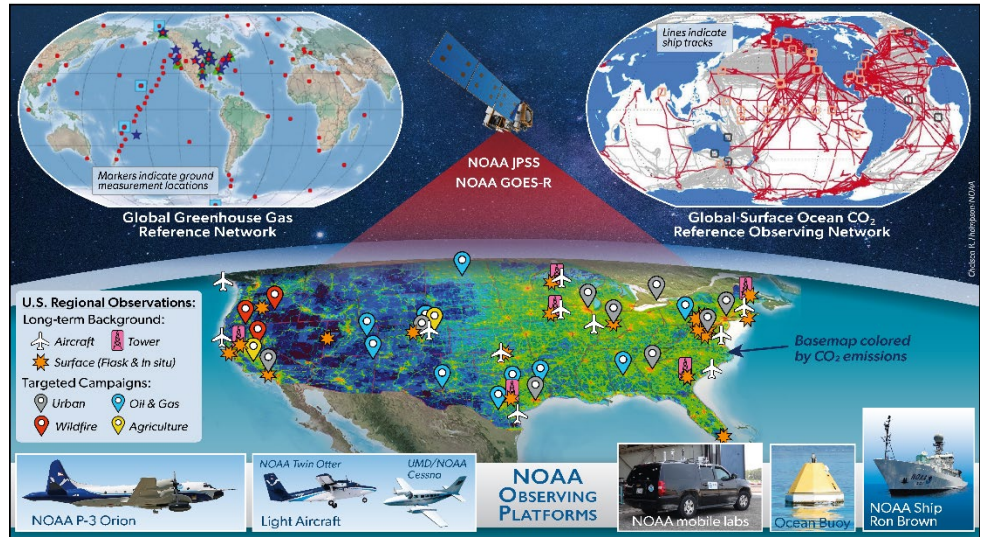 Markers indicate ground
measurement locations
Global Greenhouse Gas
Reference Network
NOAA JPSS
NOAA GOES-R
Lines indicate
ship tracks
Global Surface Ocean CO₂
Reference Observing Network
Chelsea R. Thompson NOAA
U.S. Regional Observations:
Long-term Background:
Aircraft
Tower
Surface (Flask & In situ)
Targeted Campaigns:
Urban
Oil & Gas
Wildfire
Agriculture
Basemap colored
by CO₂ emissions
NOAA P-3 Orion
NOAA Twin Otter
UMD/NOAA
Cessna
Light Aircraft
NOAA
OBSERVING
PLATFORMS
NOAA mobile labs
Ocean Buoy
NOAA Ship
Ron Brown